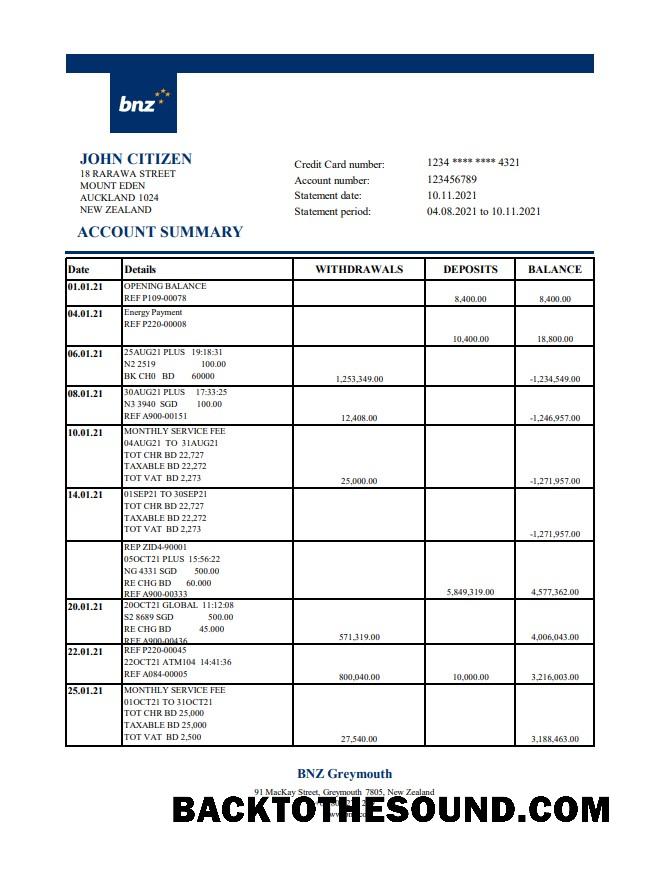 bnz
JOHN CITIZEN
18 RARAWA STREET
MOUNT EDEN
AUCKLAND 1024
NEW ZEALAND
Credit Card number: 1234 **** **** 4321
Account number: 123456789
Statement date: 10.11.2021
Statement period: 04.08.2021 to 10.11.2021
ACCOUNT SUMMARY
Date Details WITHDRAWALS DEPOSITS BALANCE
01.01.21 OPENING BALANCE
REF P109-00078 8,400.00 8,400.00
04.01.21 Energy Payment
REF P220-00008
10,400.00 18,800.00
06.01.21 25AUG21 PLUS 19:18:31
N2 2519 100.00
BK CH0 BD 60000 1,253,349.00 -1,234,549.00
08.01.21 30AUG21 PLUS 17:33:25
N3 3940 SGD 100.00
REF A900-00151 12,408.00 -1,246,957.00
10.01.21 MONTHLY SERVICE FEE
04AUG21 TO 31AUG21
TOT CHR BD 22,727
TAXABLE BD 22,272
TOT VAT BD 2,273 25,000.00 -1,271,957.00
14.01.21 01SEP21 TO 30SEP21
TOT CHR BD 22,727
TAXABLE BD 22,272
TOT VAT BD 2,273 -1,271,957.00
REP ZID4-90001
05OCT21 PLUS 15:56:22
NG 4331 SGD 500.00
RE CHG BD 60.000
REF A900-00333 5,849,319.00 4,577,362.00
20.01.21 20OCT21 GLOBAL 11:12:08
S2 8689 SGD 500.00
RE CHG BD 45.000
REF A900-00436 571,319.00 4,006,043.00
22.01.21 REF P220-00045
22OCT21 ATM104 14:41:36
REF A084-00005 800,040.00 10,000.00 3,216,003.00
25.01.21 MONTHLY SERVICE FEE
01OCT21 TO 31OCT21
TOT CHR BD 25,000
TAXABLE BD 25,000
TOT VAT BD 2,500 27,540.00 3,188,463.00
BNZ Greymouth
91 MacKay Street, Greymouth 7805, New Zealand
BACKTOTHESOUND.COM